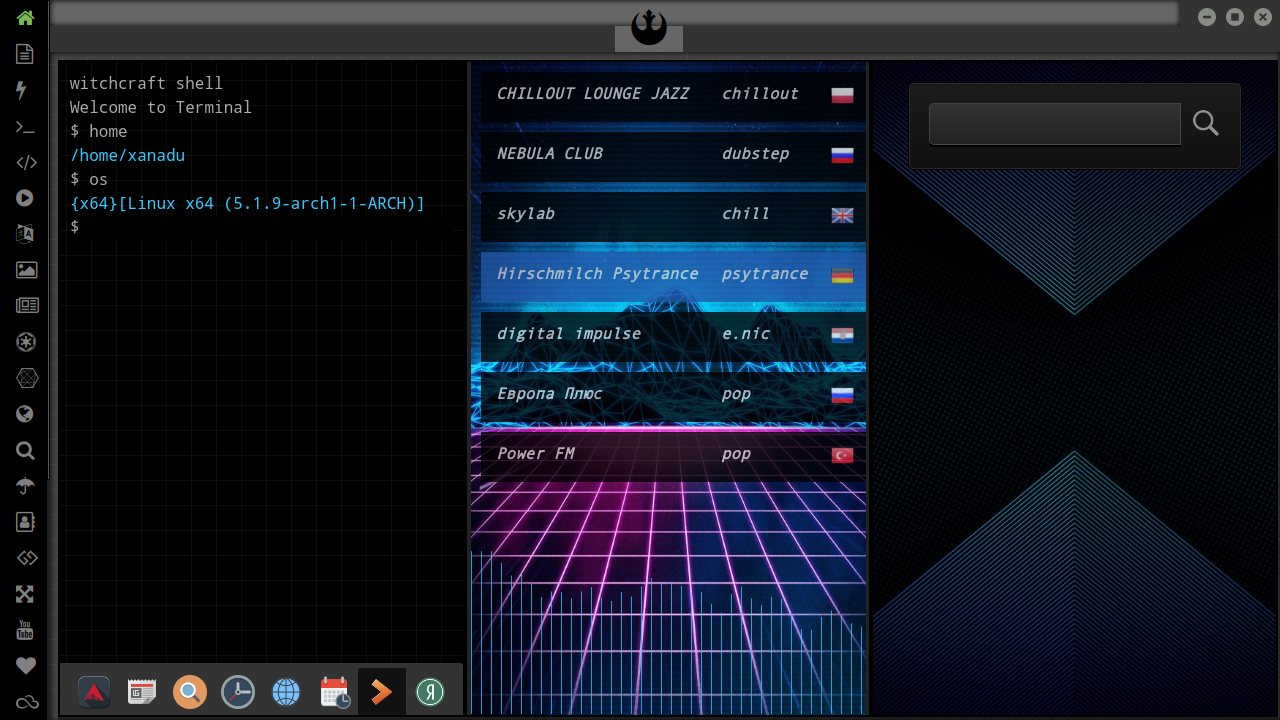 witchcraft shell
Welcome to Terminal
$ home
/home/xanadu
$ os
{x64}[Linux x64 (5.1.9-arch1-1-ARCH)]
$
CHILLOUT LOUNGE JAZZ chillout
NEBULA CLUB dubstep
skylab chill
Hirschmilch Psytrance psytrance
digital impulse e.nic
Европа Плюс pop
Power FM pop
You
Tube
Я